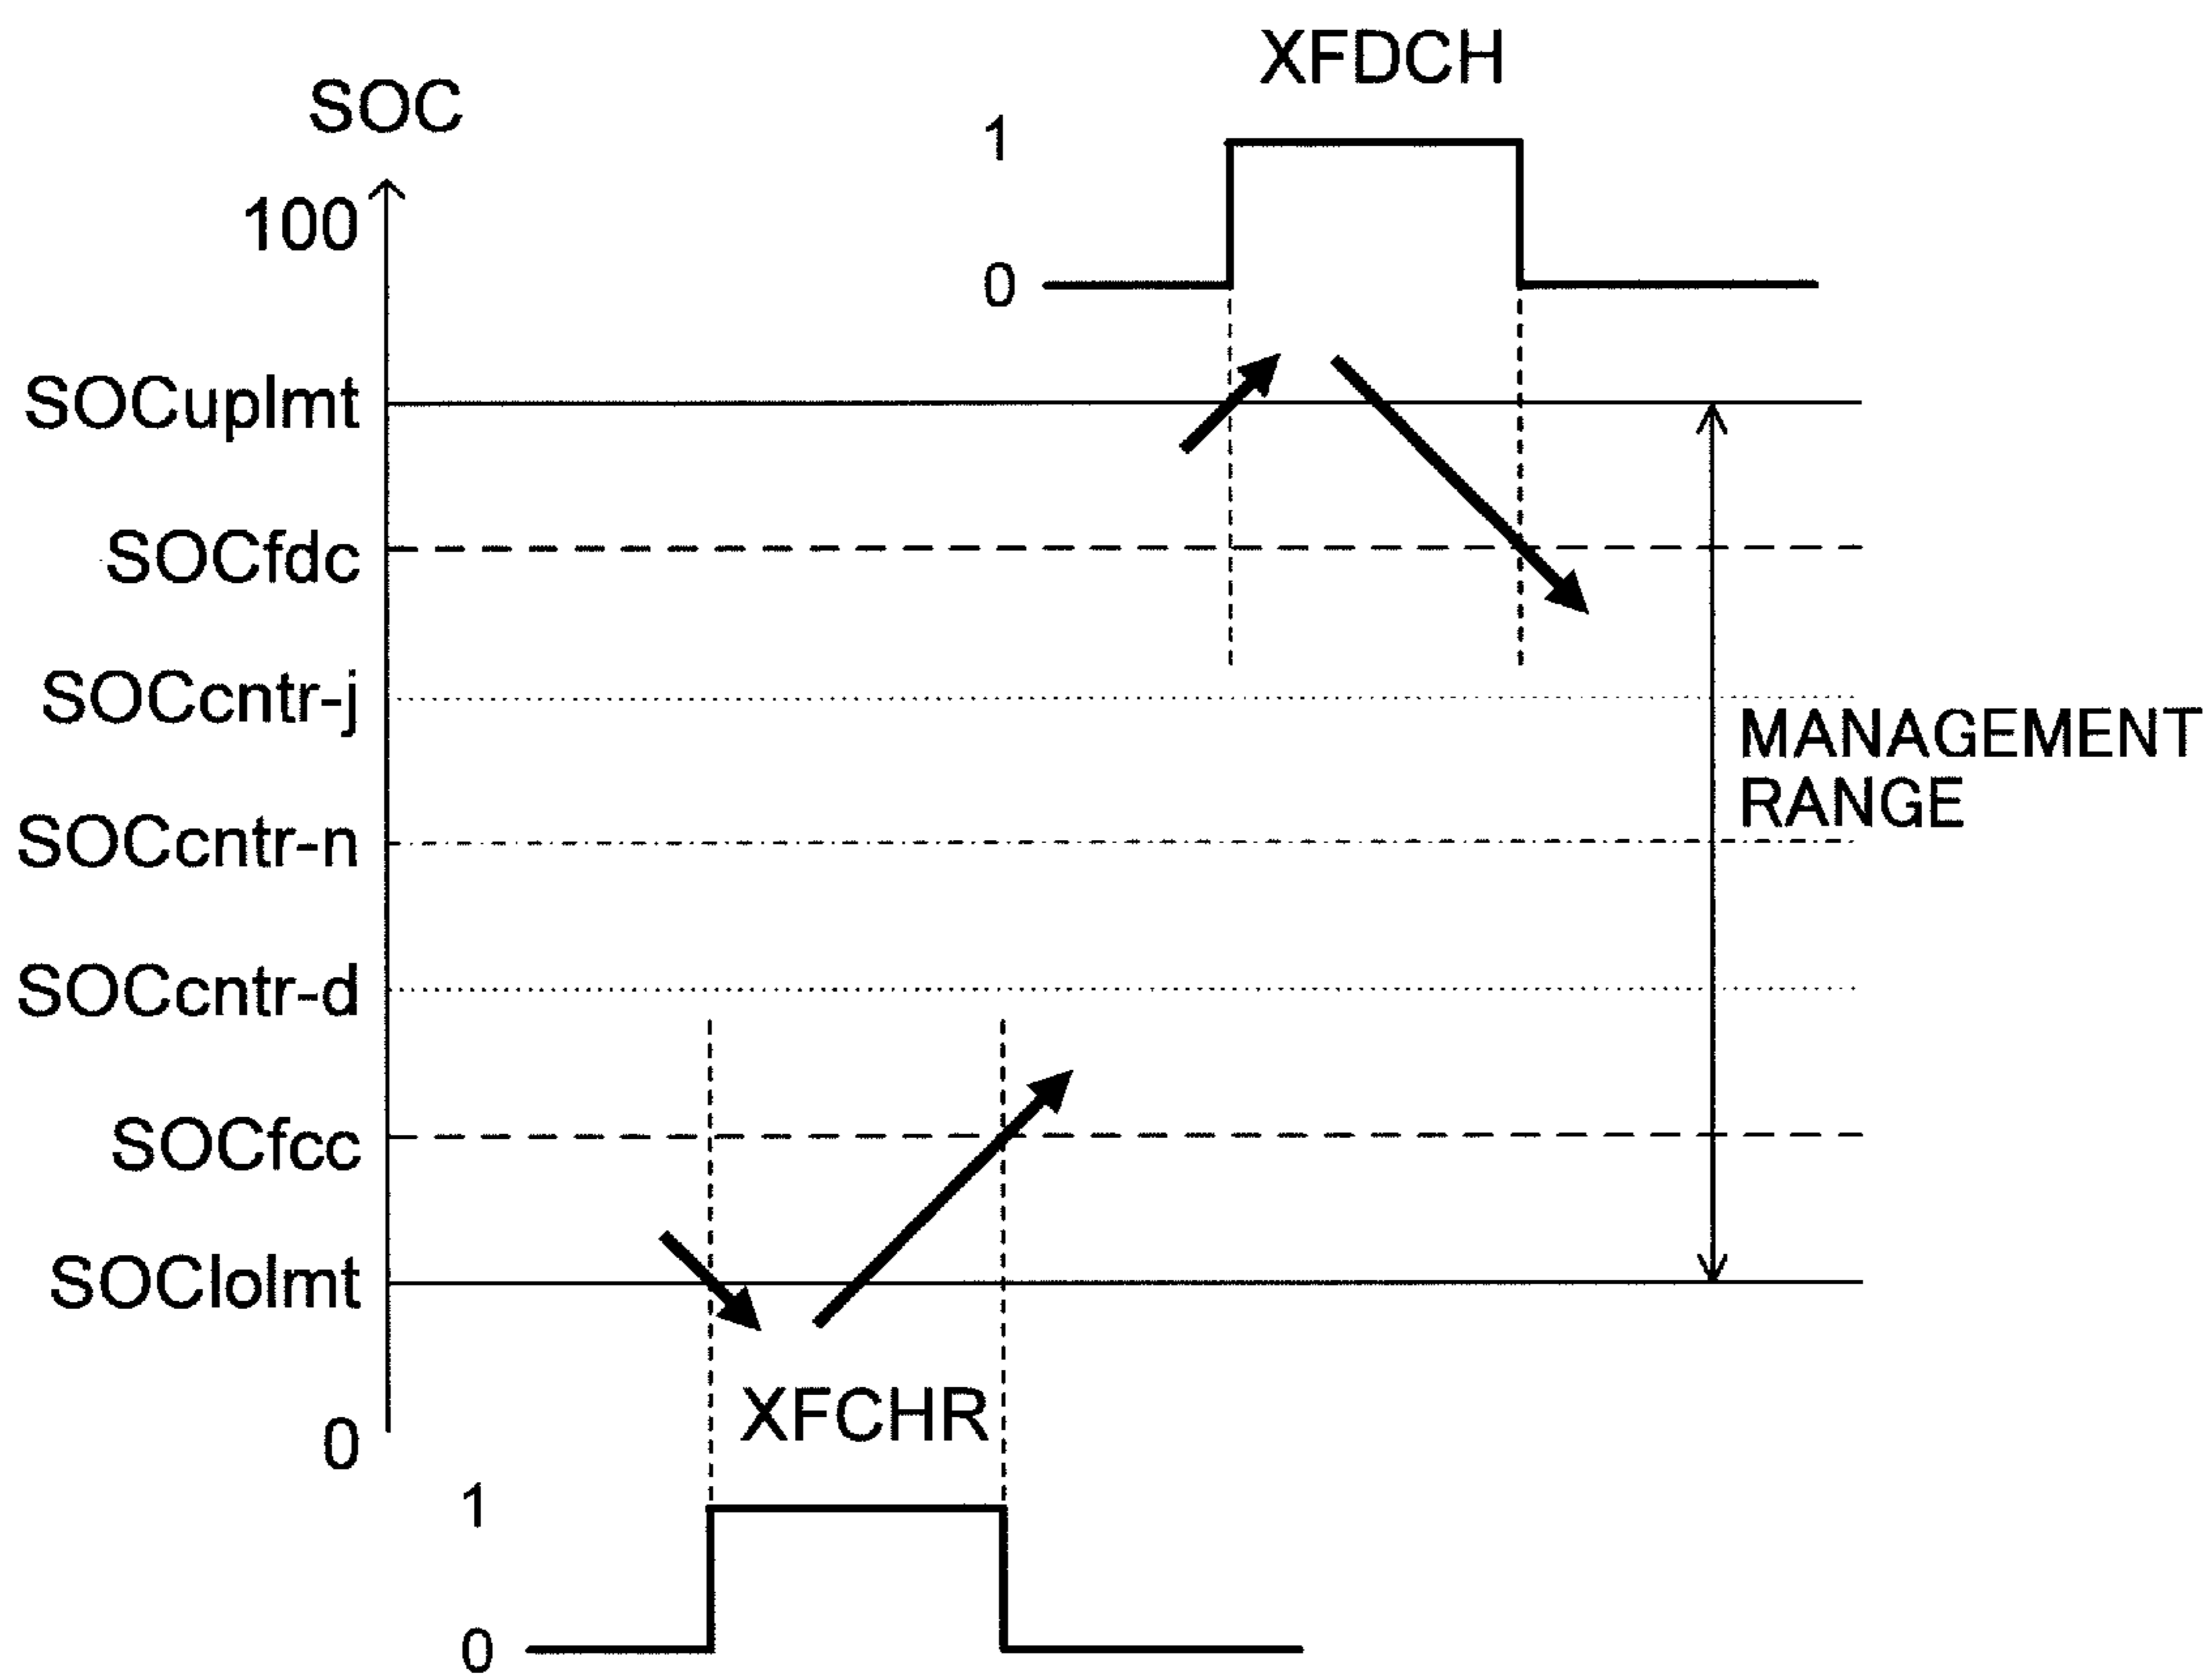 XFDCH
SOC
1
100
0
SOCuplmt
SOCfdc
SOCcntr-j
MANAGEMENT
RANGE
SOCcntr-n
SOCcntr-d
SOCfcc
SOClolmt
XFCHR
0
1
0